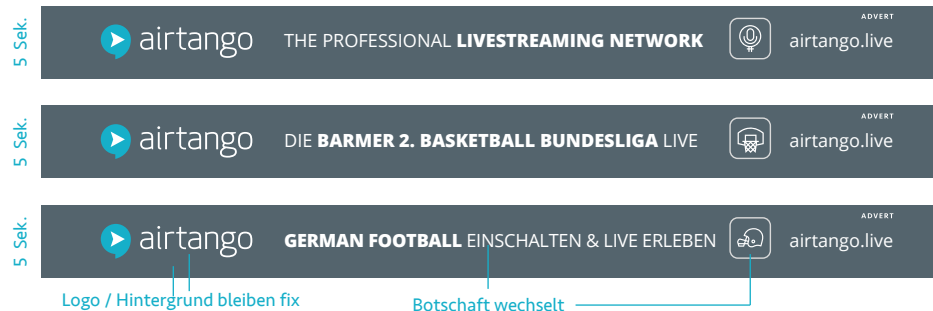 5 Sek.
ADVERT
airtango THE PROFESSIONAL LIVESTREAMING NETWORK airtango.live
5 Sek.
ADVERT
airtango DIE BARMER 2. BASKETBALL BUNDESLIGA LIVE airtango.live
5 Sek.
ADVERT
airtango GERMAN FOOTBALL EINSCHALTEN & LIVE ERLEBEN airtango.live
Logo / Hintergrund bleiben fix
Botschaft wechselt